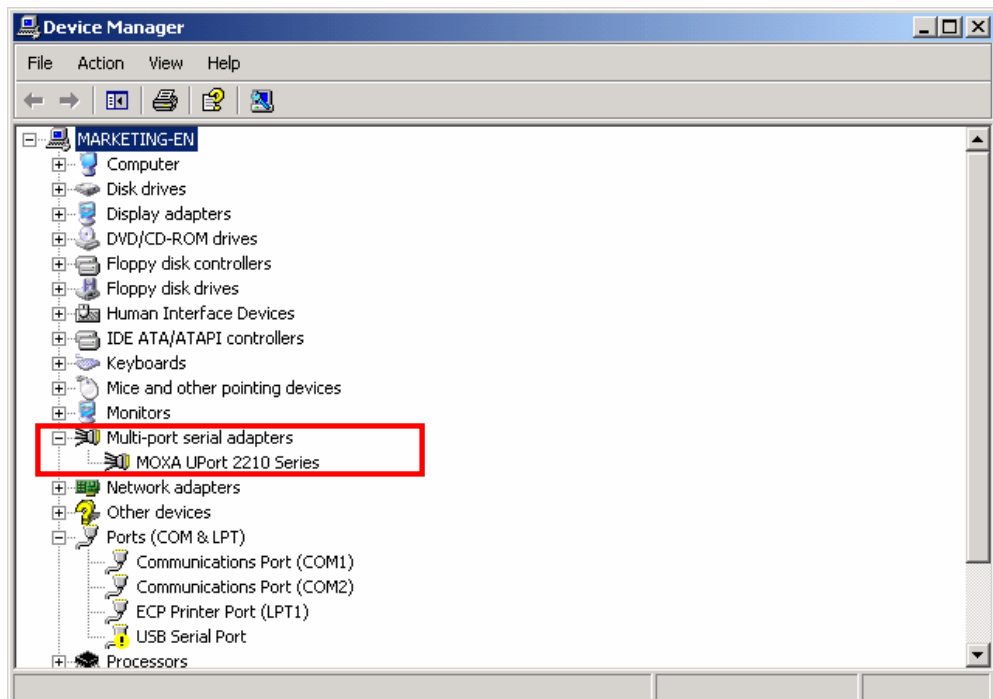 Device Manager
File Action View Help
MARKETING-EN
Computer
Disk drives
Display adapters
DVD/CD-ROM drives
Floppy disk controllers
Floppy disk drives
Human Interface Devices
IDE ATA/ATAPI controllers
Keyboards
Mice and other pointing devices
Monitors
Multi-port serial adapters
MOXA UPort 2210 Series
Network adapters
Other devices
Ports (COM & LPT)
Communications Port (COM1)
Communications Port (COM2)
ECP Printer Port (LPT1)
USB Serial Port
Processors